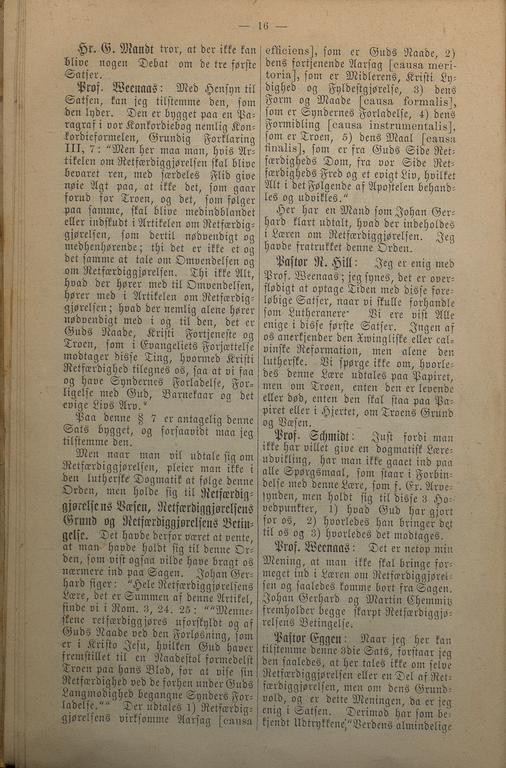 — 16 —
Hr. G. Mandt tror, at der ikke kan
blive nogen Debat om de tre første
Satser.
Prof. Weenaas: Med Hensyn til
Satsen, kan jeg tilstemme den, som
den lyder. Den er bygget paa en Pa-
ragraf i vor Konkordiebog nemlig Kon-
kordieformelen, Grundig Forklaring
III, 7: "Men her maa man, hvis Ar-
tikelen om Retfærdiggjørelsen skal blive
bevaret ren, med særdeles Flid give
nøie Agt paa, at ikke det, som gaar
forud for Troen, og det, som følger
paa samme, skal blive medindblandet
eller indskudt i Artikelen om Retfærdig-
gjørelsen, som dertil nødvendigt og
medhenhørende; thi det er ikke et og
det samme at tale om Omvendelsen og
om Retfærdiggjørelsen. Thi ikke Alt,
hvad der hører med til Omvendelsen,
hører med i Artikelen om Retfærdig-
gjørelsen; hvad der nemlig alene hører
nødvendigt med i og til den, det er
Guds Naade, Kristi Fortjeneste og
Troen, som i Evangeliets Forjættelse
modtager disse Ting, hvormed Kristi
Retfærdighed tilegnes os, saa at vi faa
og have Syndernes Forladelse, For-
ligelse med Gud, Barnekaar og det
evige Livs Arv."
Paa denne § 7 er antagelig denne
Sats bygget, og forsaavidt maa jeg
tilstemme den.
Men naar man vil udtale sig om
Retfærdiggjørelsen, pleier man ikke i
den lutherske Dogmatik at følge denne
Orden, men holde sig til Retfærdig-
gjørelsens Væsen, Retfærdiggjørelsens
Grund og Retfærdiggjørelsens Betin-
gelse. Det havde derfor været at vente,
at man havde holdt sig til denne Or-
den, som vist ogsaa vilde have bragt os
nærmere ind paa Sagen. Johan Ger-
hard siger: "Hele Retfærdiggjørelsens
Lære, det er Summen af denne Artikel,
finde vi i Rom. 3, 24. 25: ""Menne-
skene retfærdiggjøres uforskyldt og af
Guds Naade ved den Forløsning, som
er i Kristo Jesu, hvilken Gud haver
fremstillet til en Naadestol formedelst
Troen paa hans Blod, for at vise sin
Retfærdighed ved de forhen under Guds
Langmodighed begangne Synders For-
ladelse."" Der udtales 1) Retfærdig-
gjørelsens virksomme Aarsag [causa
efficiens], som er Guds Naade, 2)
dens fortjenende Aarsag [causa meri-
toria], som er Midlerens, Kristi Ly-
dighed og Fyldestgjørelse, 3) dens
Form og Maade [causa formalis],
som er Syndernes Forladelse, 4) dens
Formidling [causa instrumentalis],
som er Troen, 5) dens Maal [causa
finalis], som er fra Guds Side Ret-
færdigheds Dom, fra vor Side Ret-
færdigheds Fred og et evigt Liv, hvilket
Alt i det Følgende af Apostelen behand-
les og udvikles."
Her har en Mand som Johan Ger-
hard klart udtalt, hvad der indeholdes
i Læren om Retfærdiggjørelsen. Jeg
havde fratrukket denne Orden.
Pastor R. Hill: Jeg er enig med
Prof. Weenaas; jeg synes, det er over-
flødigt at optage Tiden med disse fore-
løbige Satser, naar vi skulle forhandle
som Lutheranere. Vi ere vist Alle
enige i disse første Satser. Ingen af
os anerkjender den Zwingliske eller cal-
vinske Reformation, men alene den
lutherske. Vi spørge ikke om, hvorle-
des denne Lære udtales paa Papiret,
men om Troen, enten den er levende
eller død, enten den skal staa paa Pa-
piret eller i Hjertet, om Troens Grund
og Væsen.
Prof. Schmidt: Just fordi man
ikke har villet give en dogmatisk Lære-
udvikling, har man ikke gaaet ind paa
alle Spørgsmaal, som staar i Forbin-
delse med denne Lære, som f. Ex. Arve-
synden, men holdt sig til disse 3 Ho-
vedpunkter, 1) hvad Gud har gjort
for os, 2) hvorledes han bringer det
til os og 3) hvorledes det modtages.
Prof. Weenaas: Det er netop min
Mening, at man ikke skal bringe for-
meget ind i Læren om Retfærdiggjørel-
sen og saaledes komme bort fra Sagen.
Johan Gerhard og Martin Chemnitz
fremholder begge skarpt Retfærdiggjø-
relsens Betingelse.
Pastor Eggen: Naar jeg her kan
tilstemme denne 3die Sats, forstaar jeg
den saaledes, at her tales ikke om selve
Retfærdiggjørelsen eller en Del af Ret-
færdiggjørelsen, men om dens Grund-
vold, og er dette Meningen, da er jeg
enig i Satsen. Derimod har som be-
kjendt Udtrykkene, "Verdens almindelige